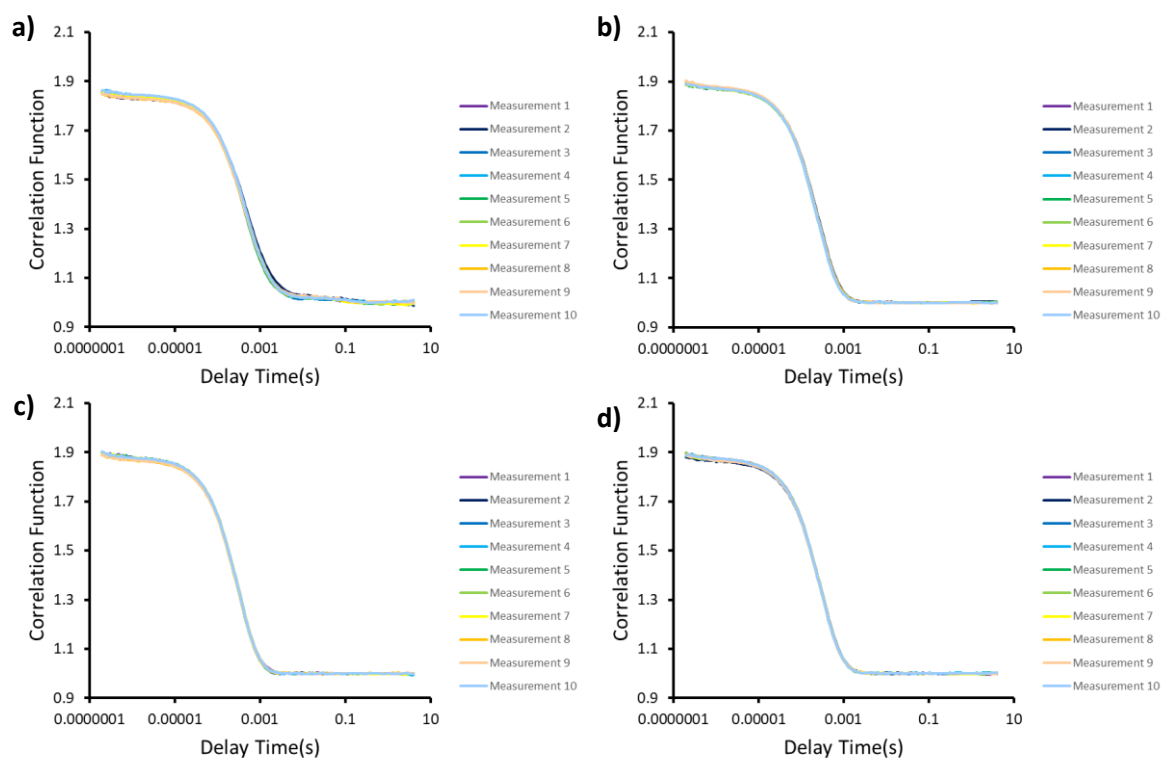 a)
2.1
1.9
1.7
1.5
1.3
1.1
0.9
Correlation Function
0.0000001
0.00001
0.001
0.1
10
Delay Time(s)
Measurement 1
Measurement 2
Measurement 3
Measurement 4
Measurement 5
Measurement 6
Measurement 7
Measurement 8
Measurement 9
Measurement 10
b)
2.1
1.9
1.7
1.5
1.3
1.1
0.9
Correlation Function
0.0000001
0.00001
0.001
0.1
10
Delay Time(s)
Measurement 1
Measurement 2
Measurement 3
Measurement 4
Measurement 5
Measurement 6
Measurement 7
Measurement 8
Measurement 9
Measurement 10
c)
2.1
1.9
1.7
1.5
1.3
1.1
0.9
Correlation Function
0.0000001
0.00001
0.001
0.1
10
Delay Time(s)
Measurement 1
Measurement 2
Measurement 3
Measurement 4
Measurement 5
Measurement 6
Measurement 7
Measurement 8
Measurement 9
Measurement 10
d)
2.1
1.9
1.7
1.5
1.3
1.1
0.9
Correlation Function
0.0000001
0.00001
0.001
0.1
10
Delay Time(s)
Measurement 1
Measurement 2
Measurement 3
Measurement 4
Measurement 5
Measurement 6
Measurement 7
Measurement 8
Measurement 9
Measurement 10